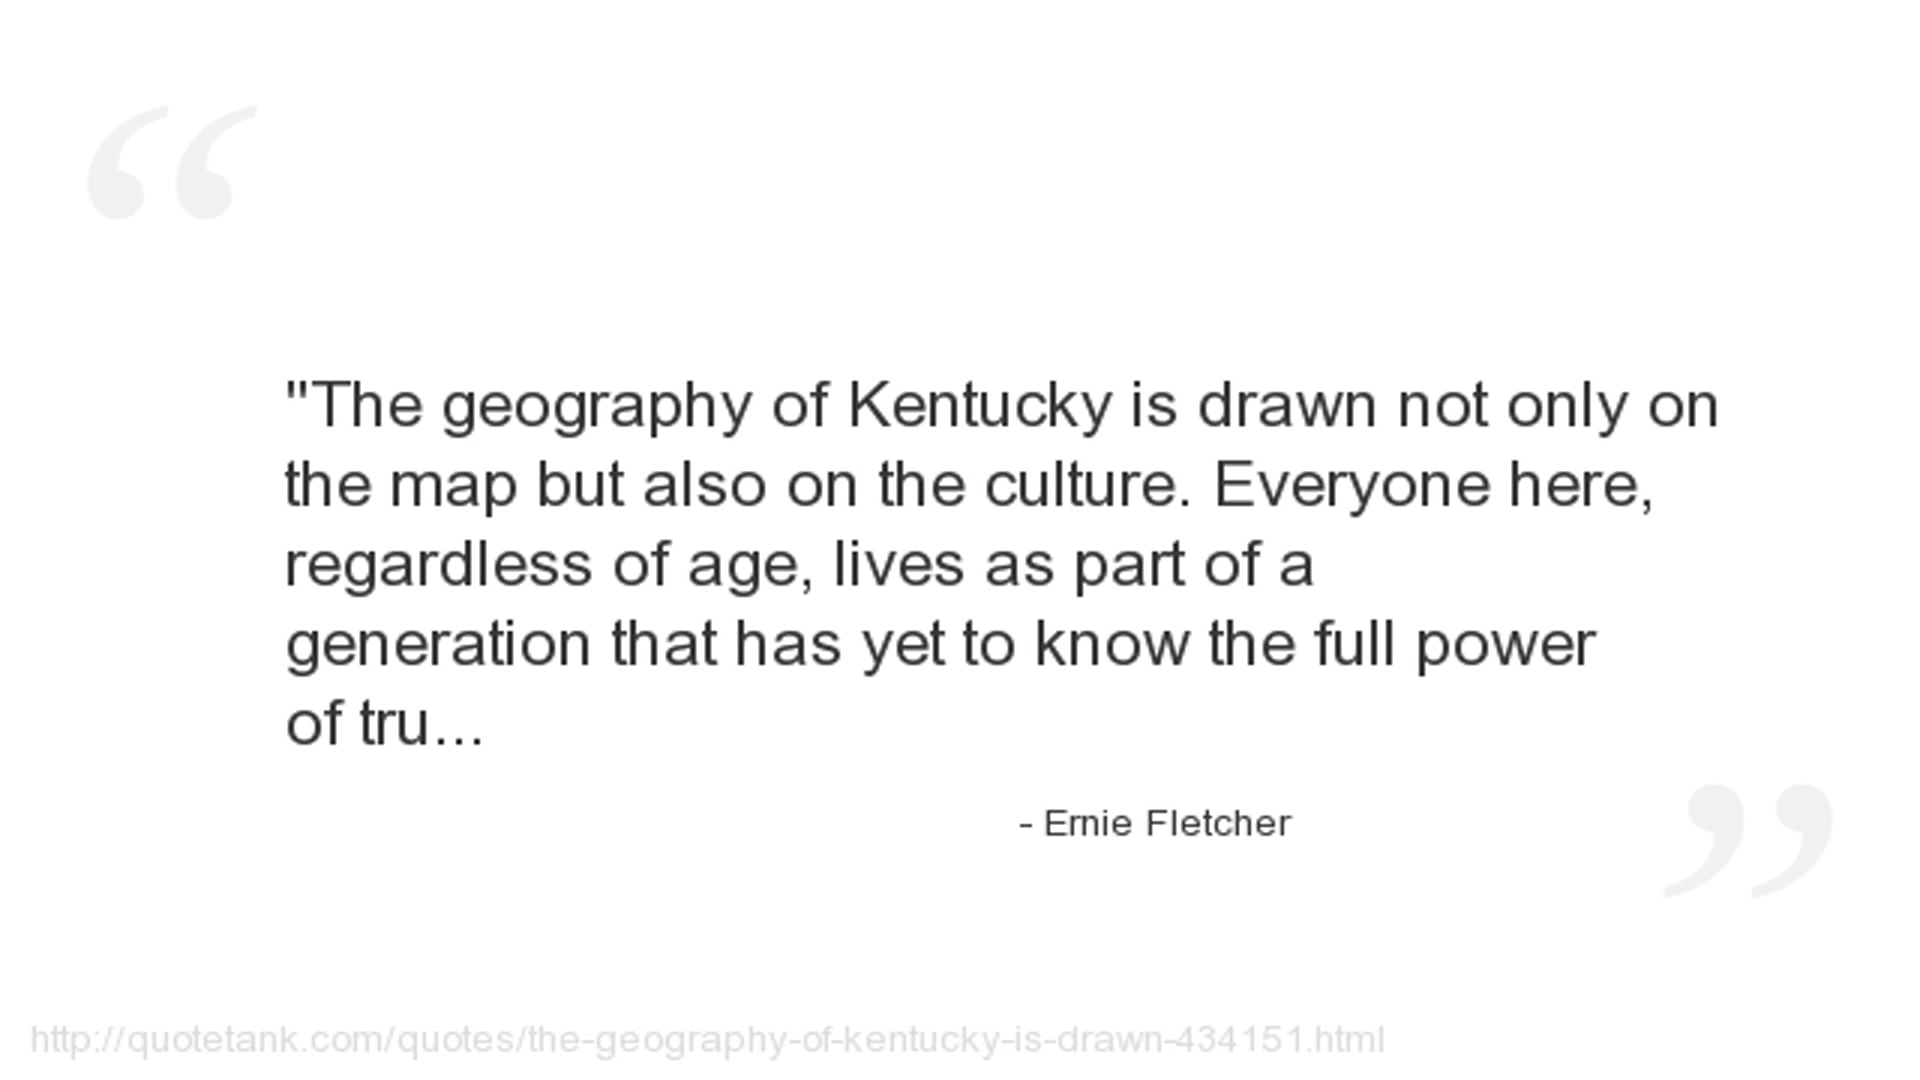 "The geography of Kentucky is drawn not only on
the map but also on the culture. Everyone here,
regardless of age, lives as part of a
generation that has yet to know the full power
of tru...
- Ernie Fletcher
http://quotetank.com/quotes/the-geography-of-kentucky-is-drawn-434151.html